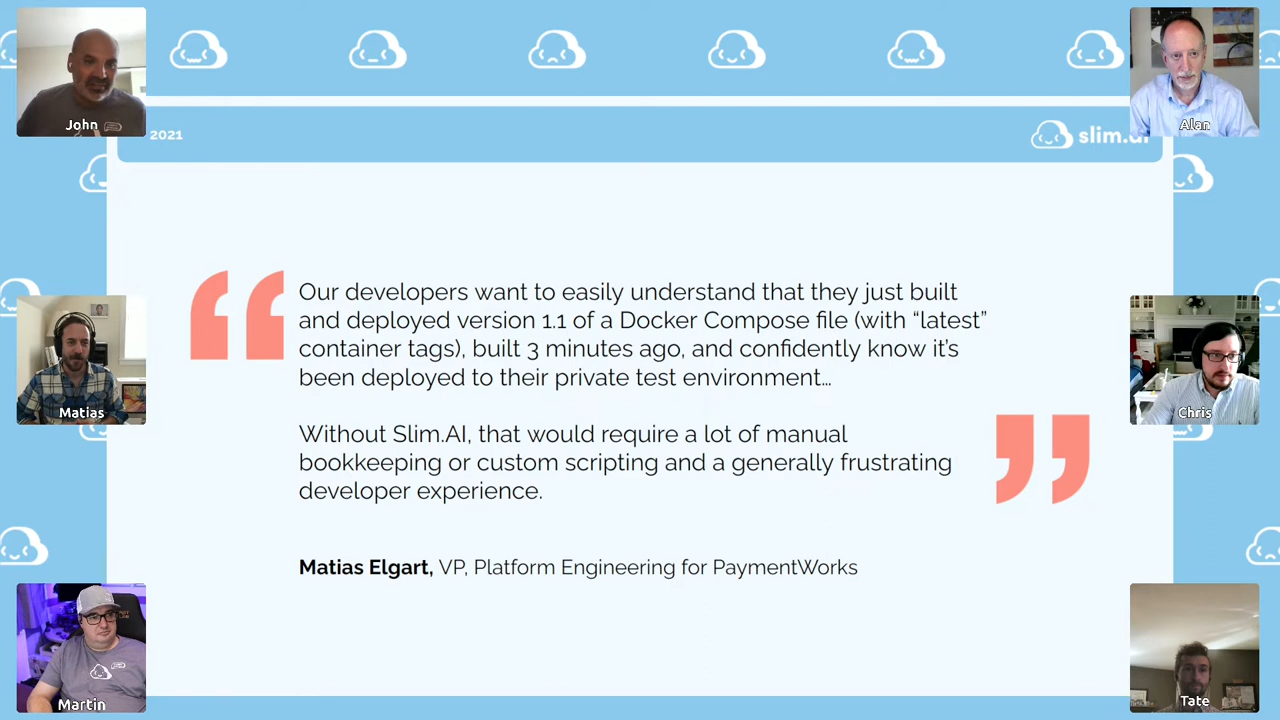 John
Alan
2021
slim.ai
Our developers want to easily understand that they just built
and deployed version 1.1 of a Docker Compose file (with “latest”
container tags), built 3 minutes ago, and confidently know it’s
been deployed to their private test environment…
Without Slim.AI, that would require a lot of manual
bookkeeping or custom scripting and a generally frustrating
developer experience.
Matias
Chris
Matias Elgart, VP, Platform Engineering for PaymentWorks
Martin
Tate